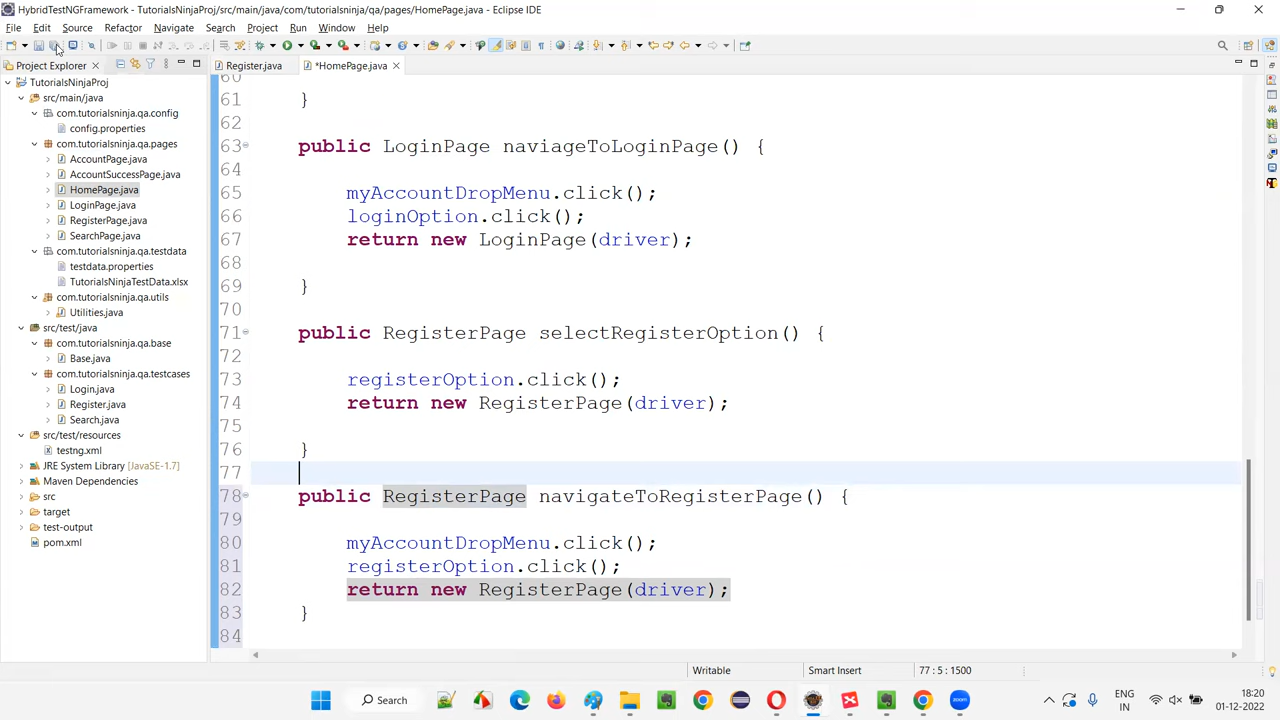 HybridTestNGFramework - TutorialsNinjaProj/src/main/java/com/tutorialsninja/qa/pages/HomePage.java - Eclipse IDE
File Edit Source Refactor Navigate Search Project Run Window Help
Project Explorer
Register.java *HomePage.java
TutorialsNinjaProj
src/main/java
com.tutorialsninja.qa.config
config.properties
com.tutorialsninja.qa.pages
AccountPage.java
AccountSuccessPage.java
HomePage.java
LoginPage.java
RegisterPage.java
SearchPage.java
com.tutorialsninja.qa.testdata
testdata.properties
TutorialsNinjaTestData.xlsx
com.tutorialsninja.qa.utils
Utilities.java
src/test/java
com.tutorialsninja.qa.base
Base.java
com.tutorialsninja.qa.testcases
Login.java
Register.java
Search.java
src/test/resources
testng.xml
JRE System Library [JavaSE-1.7]
Maven Dependencies
src
target
test-output
pom.xml
60
61 }
62
63 public LoginPage naviageToLoginPage() {
64
65 myAccountDropMenu.click();
66 loginOption.click();
67 return new LoginPage(driver);
68
69 }
70
71 public RegisterPage selectRegisterOption() {
72
73 registerOption.click();
74 return new RegisterPage(driver);
75
76 }
77
78 public RegisterPage navigateToRegisterPage() {
79
80 myAccountDropMenu.click();
81 registerOption.click();
82 return new RegisterPage(driver);
83 }
84
Writable Smart Insert 77 : 5 : 1500
Search
ENG
IN
18:20
01-12-2022